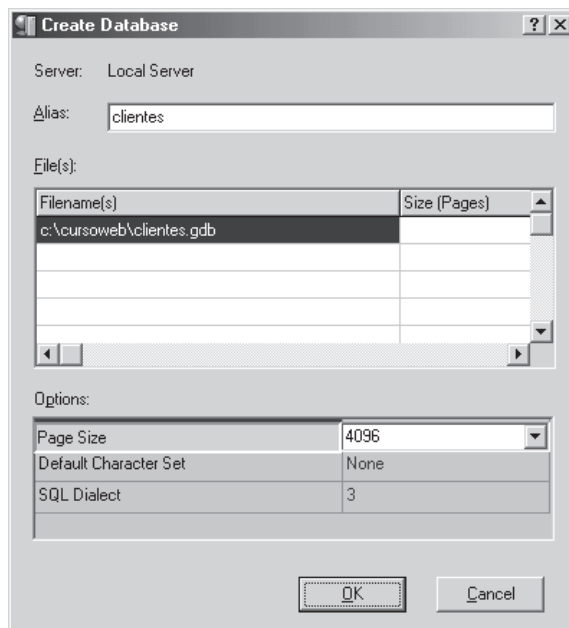 Create Database
Server: Local Server
Alias: clientes
File(s):
Filename(s) Size (Pages)
c:\cursoweb\clientes.gdb
Options:
Page Size 4096
Default Character Set None
SQL Dialect 3
OK Cancel